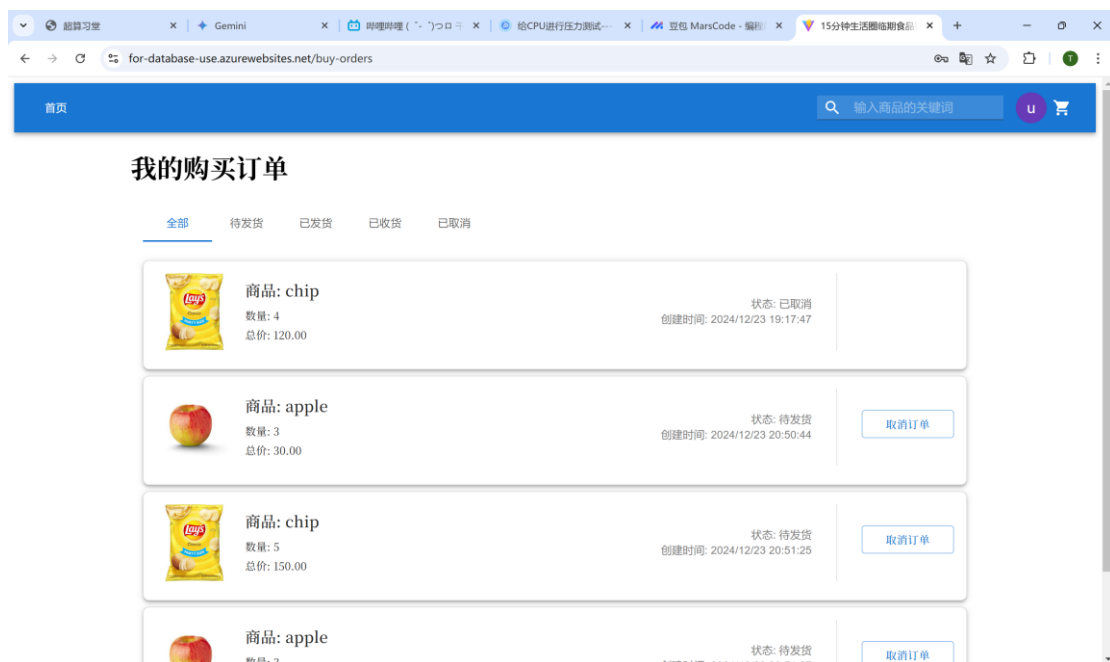 超算习堂
Gemini
哔哩哔哩 (゜-゜)つロ 干
给CPU进行压力测试---
豆包 MarsCode - 编程
15分钟生活圈临期食品
for-database-use.azurewebsites.net/buy-orders
T
首页
输入商品的关键词
u
我的购买订单
全部 待发货 已发货 已收货 已取消
Lay's
商品: chip
数量: 4
总价: 120.00
状态: 已取消
创建时间: 2024/12/23 19:17:47
商品: apple
数量: 3
总价: 30.00
状态: 待发货
创建时间: 2024/12/23 20:50:44
取消订单
Lay's
商品: chip
数量: 5
总价: 150.00
状态: 待发货
创建时间: 2024/12/23 20:51:25
取消订单
商品: apple
状态: 待发货
取消订单